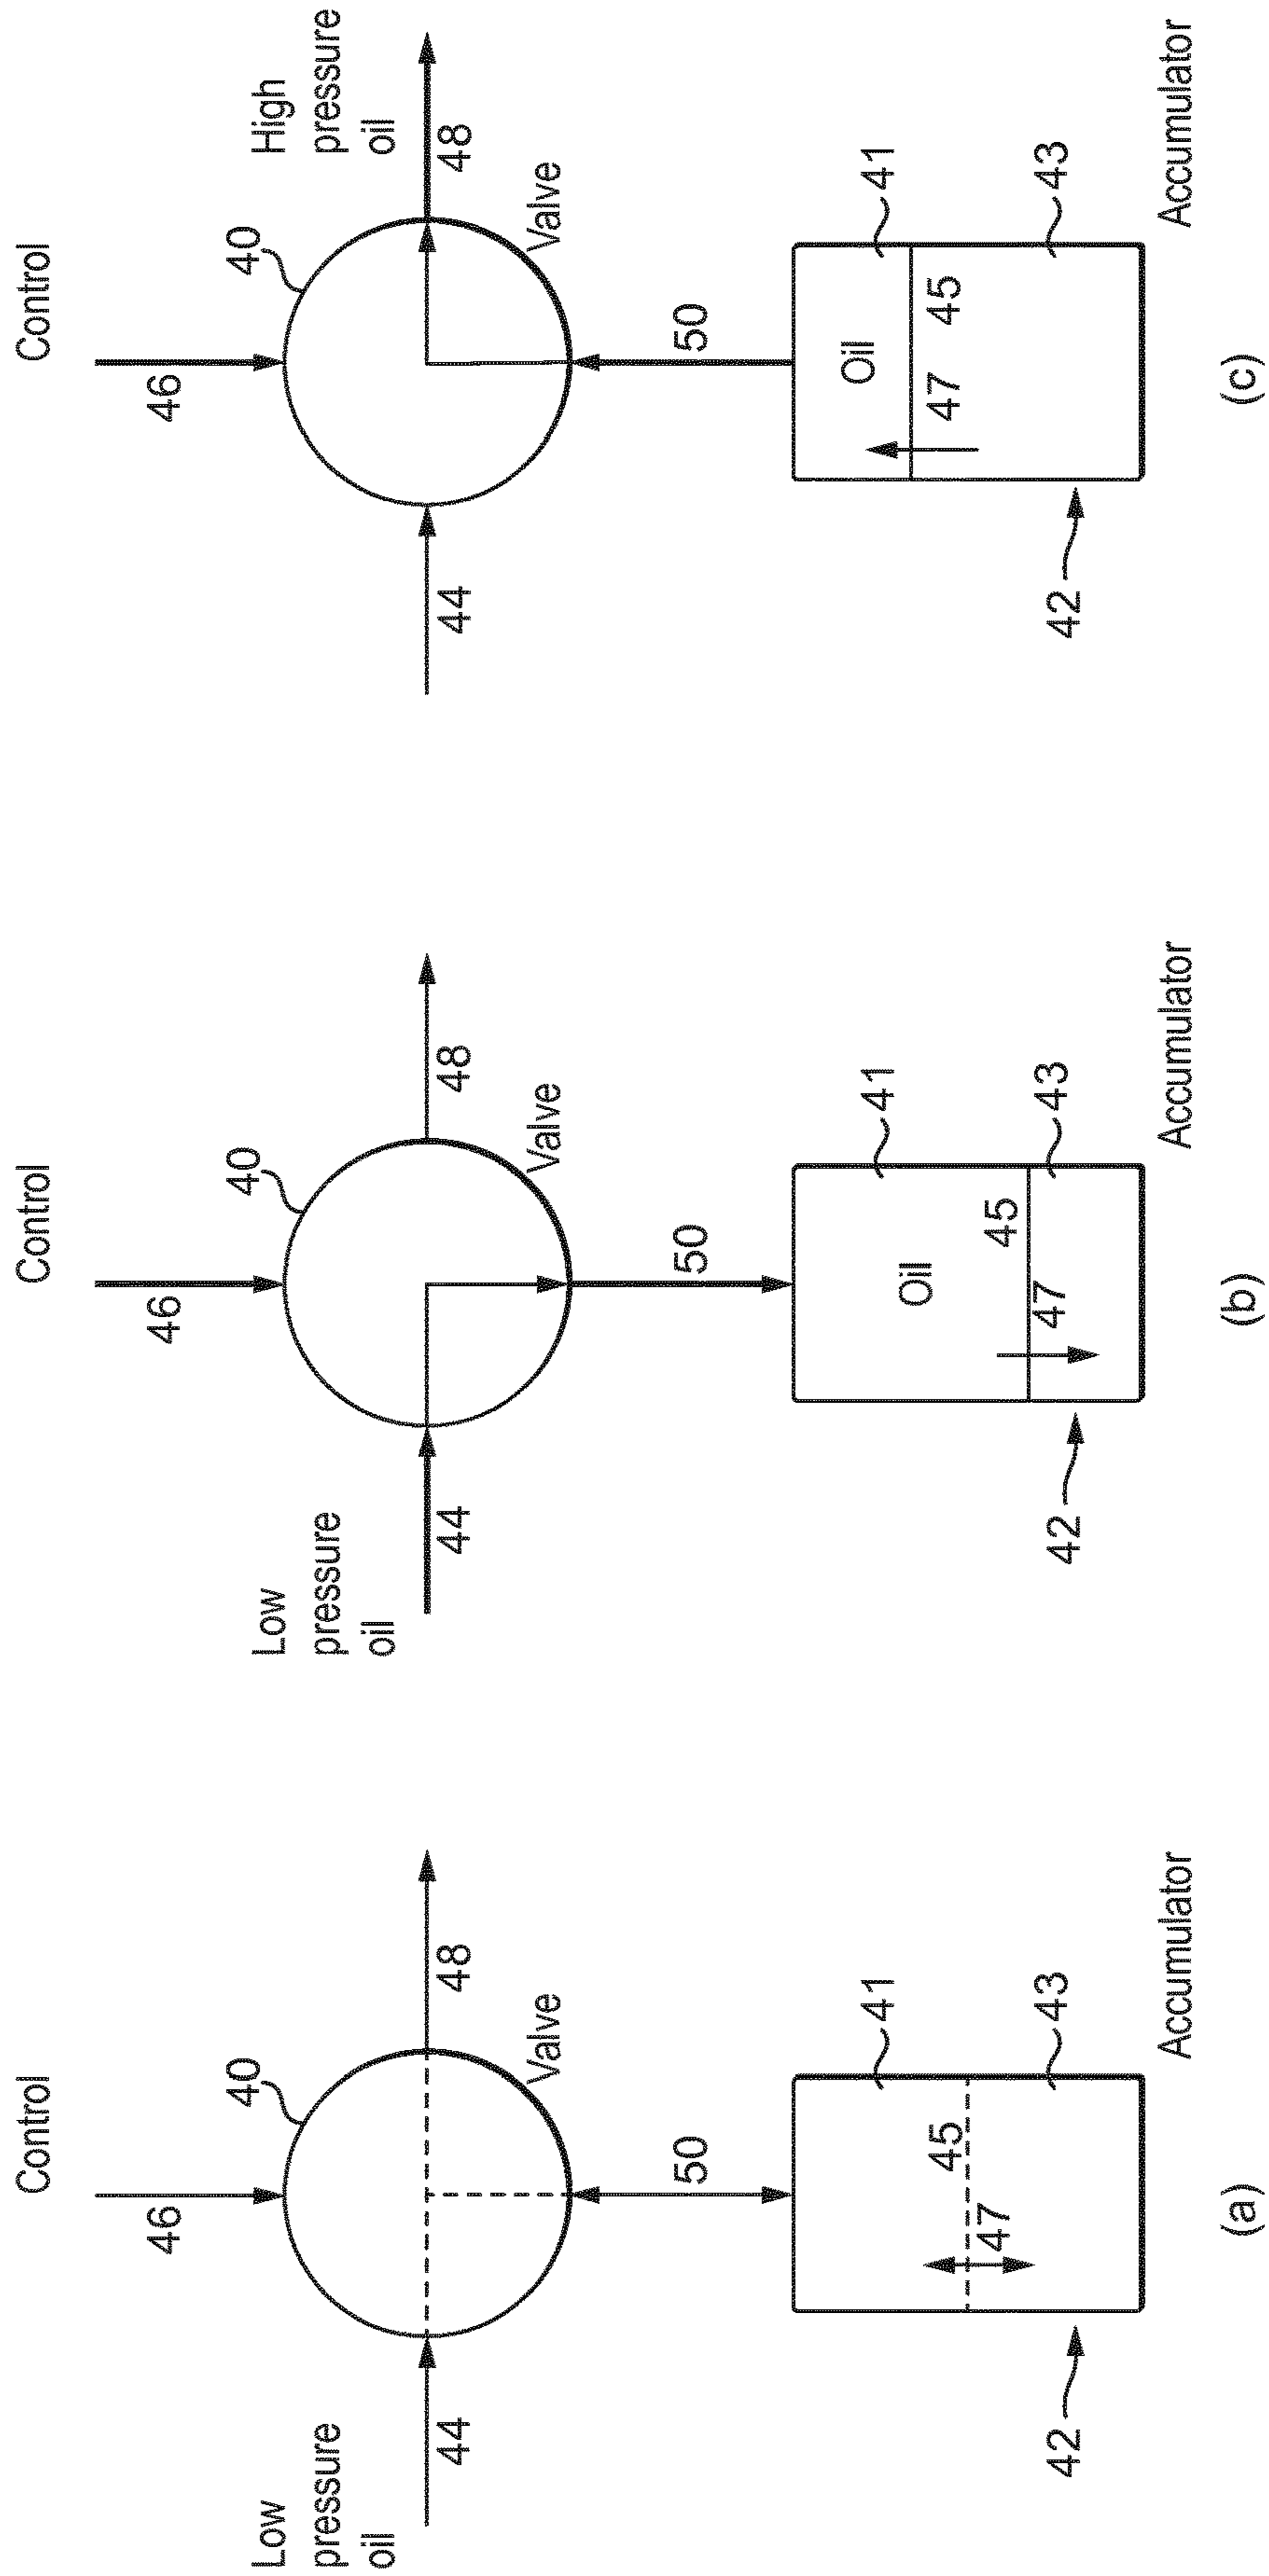 Control
46
40
Low
pressure
oil
44
48
Valve
50
41
45
47
43
42
Accumulator
(a)
Control
46
40
Low
pressure
oil
44
48
Valve
50
41
Oil
45
47
43
42
Accumulator
(b)
Control
46
40
High
pressure
oil
44
48
Valve
50
41
Oil
47
45
43
42
Accumulator
(c)